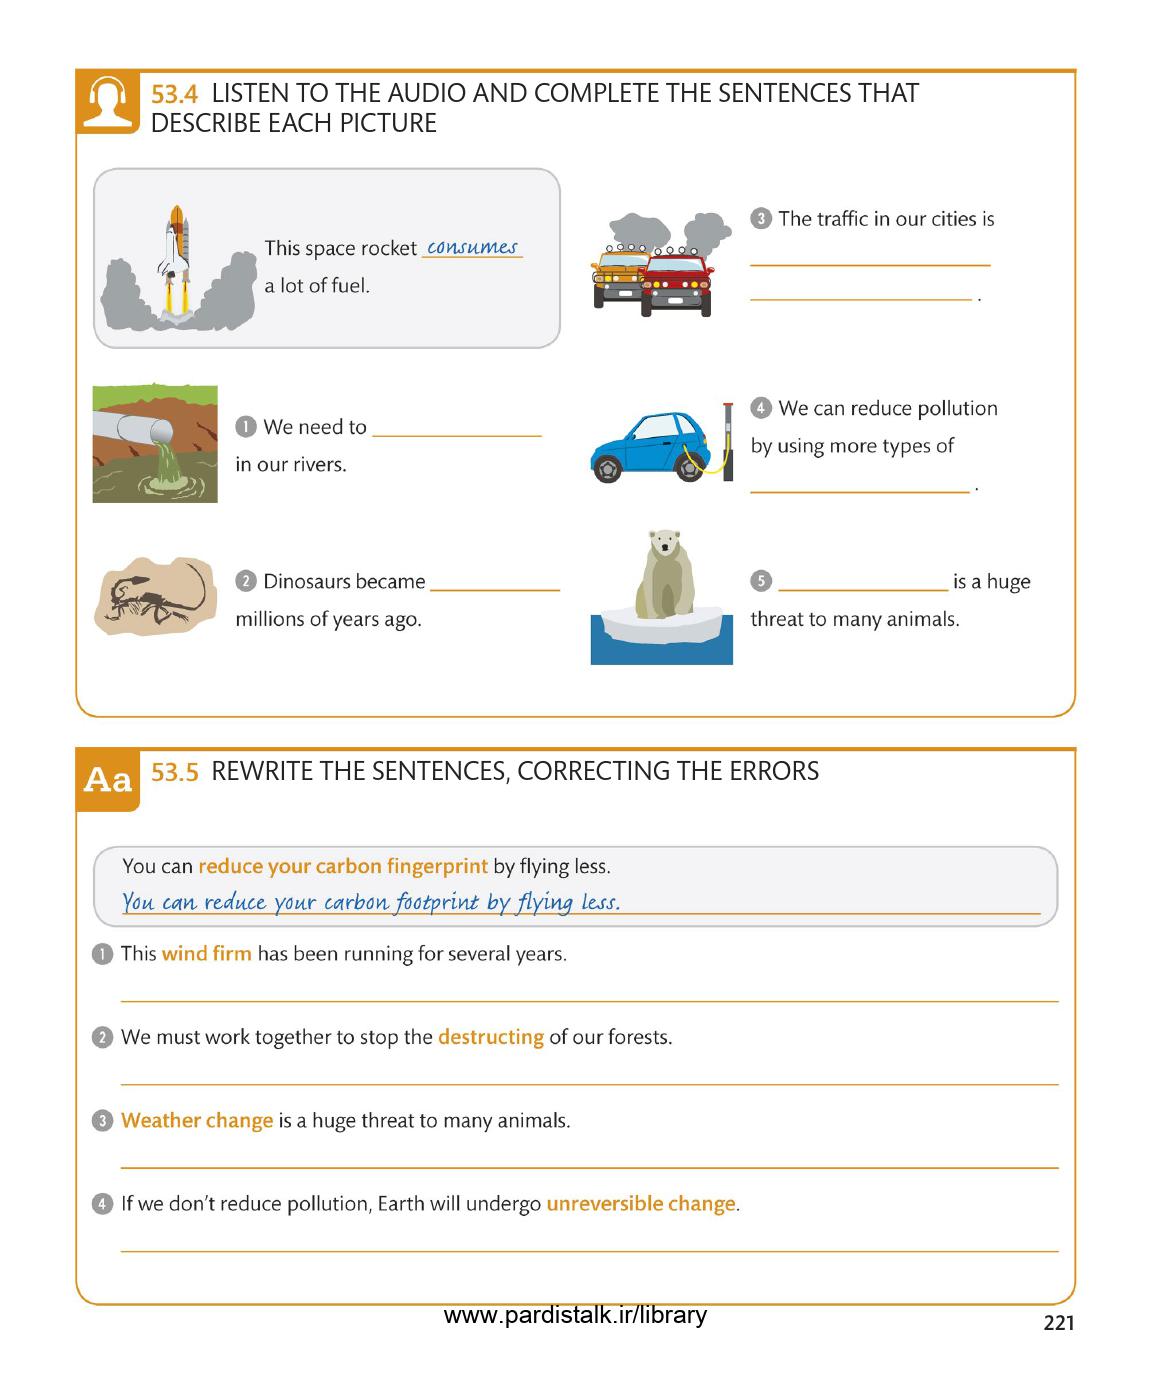 53.4 LISTEN TO THE AUDIO AND COMPLETE THE SENTENCES THAT
DESCRIBE EACH PICTURE
This space rocket consumes
a lot of fuel.
1 We need to
in our rivers.
2 Dinosaurs became
millions of years ago.
3 The traffic in our cities is
.
4 We can reduce pollution
by using more types of
.
5 is a huge
threat to many animals.
Aa 53.5 REWRITE THE SENTENCES, CORRECTING THE ERRORS
You can reduce your carbon fingerprint by flying less.
You can reduce your carbon footprint by flying less.
1 This wind firm has been running for several years.
2 We must work together to stop the destructing of our forests.
3 Weather change is a huge threat to many animals.
4 If we don't reduce pollution, Earth will undergo unreversible change.
www.pardistalk.ir/library
221